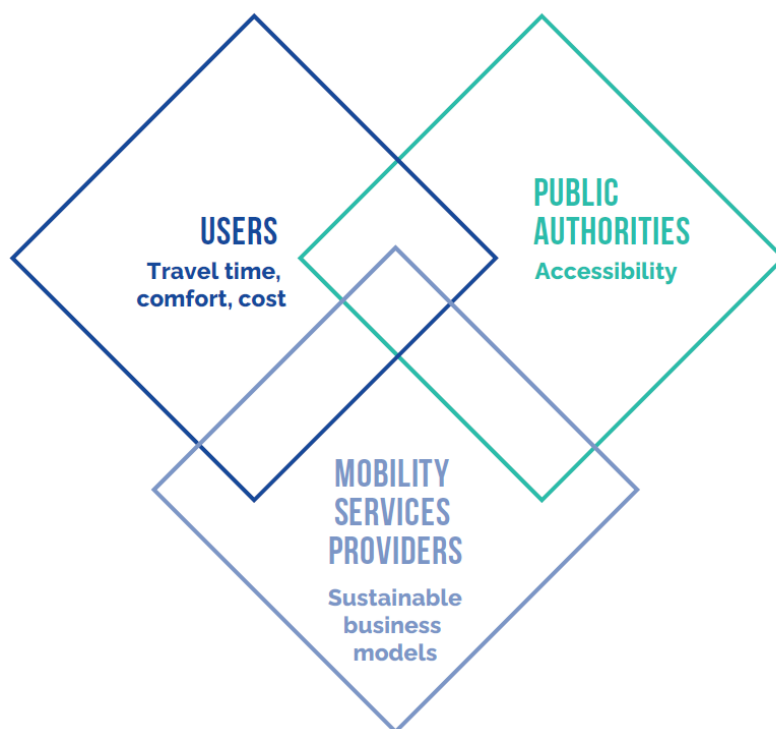 USERS
Travel time,
comfort, cost
PUBLIC
AUTHORITIES
Accessibility
MOBILITY
SERVICES
PROVIDERS
Sustainable
business
models